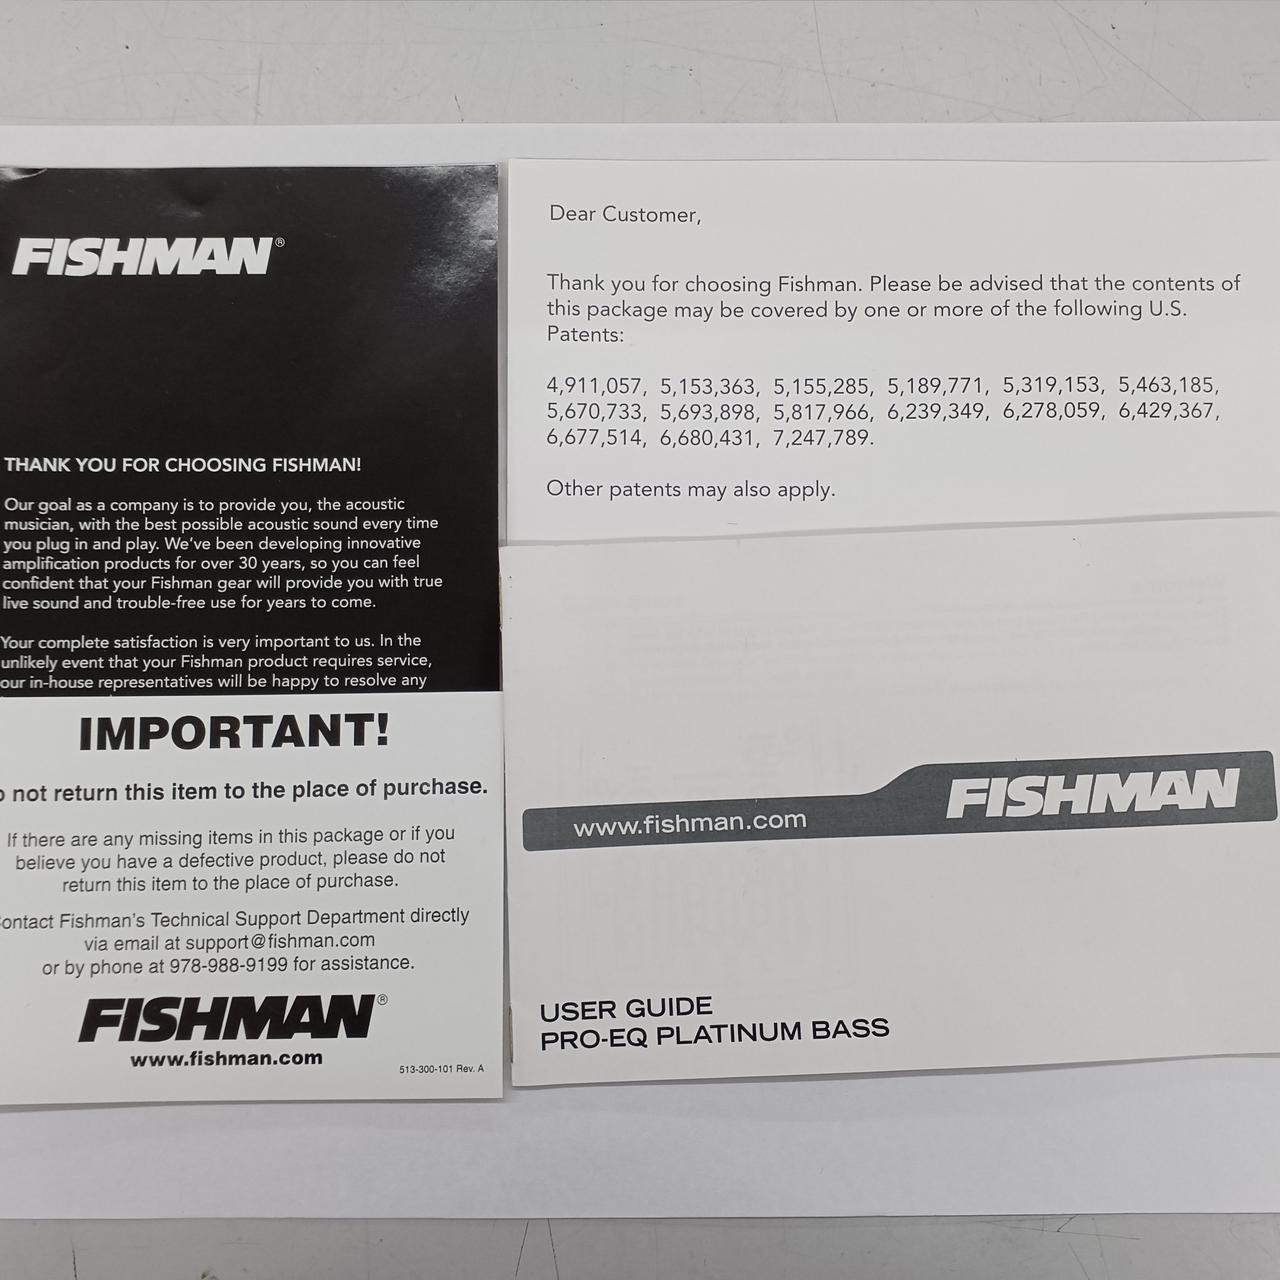 FISHMAN®
THANK YOU FOR CHOOSING FISHMAN!
Our goal as a company is to provide you, the acoustic
musician, with the best possible acoustic sound every time
you plug in and play. We've been developing innovative
amplification products for over 30 years, so you can feel
confident that your Fishman gear will provide you with true
live sound and trouble-free use for years to come.
Your complete satisfaction is very important to us. In the
unlikely event that your Fishman product requires service,
our in-house representatives will be happy to resolve any
IMPORTANT!
not return this item to the place of purchase.
If there are any missing items in this package or if you
believe you have a defective product, please do not
return this item to the place of purchase.
ontact Fishman's Technical Support Department directly
via email at support@fishman.com
or by phone at 978-988-9199 for assistance.
FISHMAN®
www.fishman.com
513-300-101 Rev. A
Dear Customer,
Thank you for choosing Fishman. Please be advised that the contents of
this package may be covered by one or more of the following U.S.
Patents:
4,911,057, 5,153,363, 5,155,285, 5,189,771, 5,319,153, 5,463,185,
5,670,733, 5,693,898, 5,817,966, 6,239,349, 6,278,059, 6,429,367,
6,677,514, 6,680,431, 7,247,789.
Other patents may also apply.
www.fishman.com
FISHMAN
USER GUIDE
PRO-EQ PLATINUM BASS